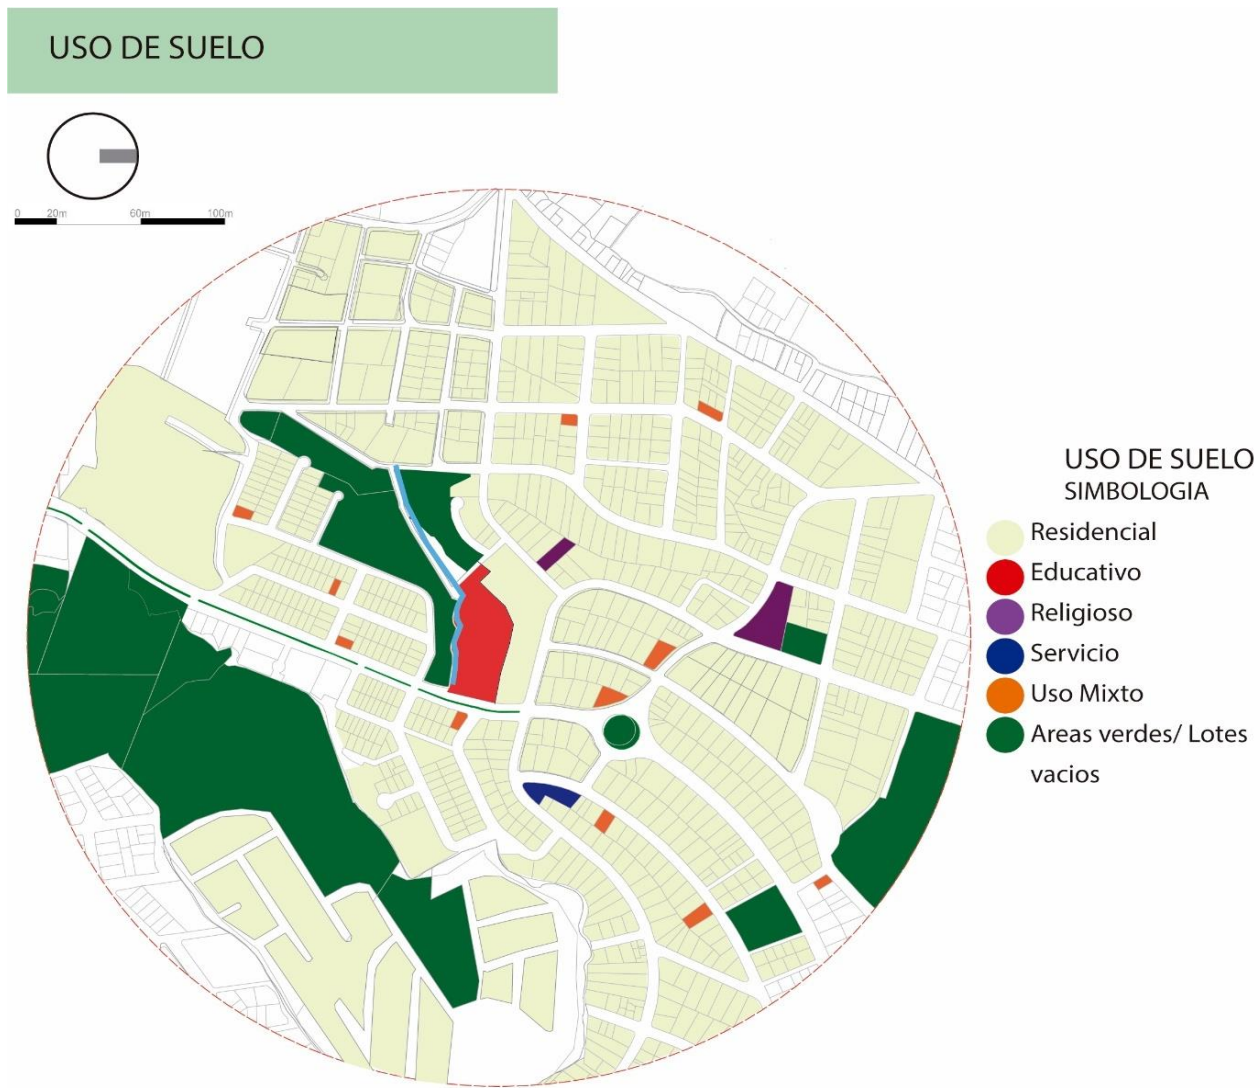 USO DE SUELO
0 20m 60m 100m
USO DE SUELO
SIMBOLOGIA
Residencial
Educativo
Religioso
Servicio
Uso Mixto
Areas verdes/ Lotes
vacios